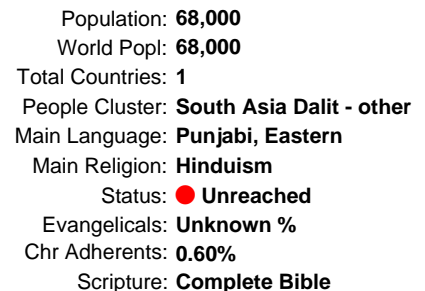 Population: 68,000
World Popl: 68,000
Total Countries: 1
People Cluster: South Asia Dalit - other
Main Language: Punjabi, Eastern
Main Religion: Hinduism
Status: Unreached
Evangelicals: Unknown %
Chr Adherents: 0.60%
Scripture: Complete Bible